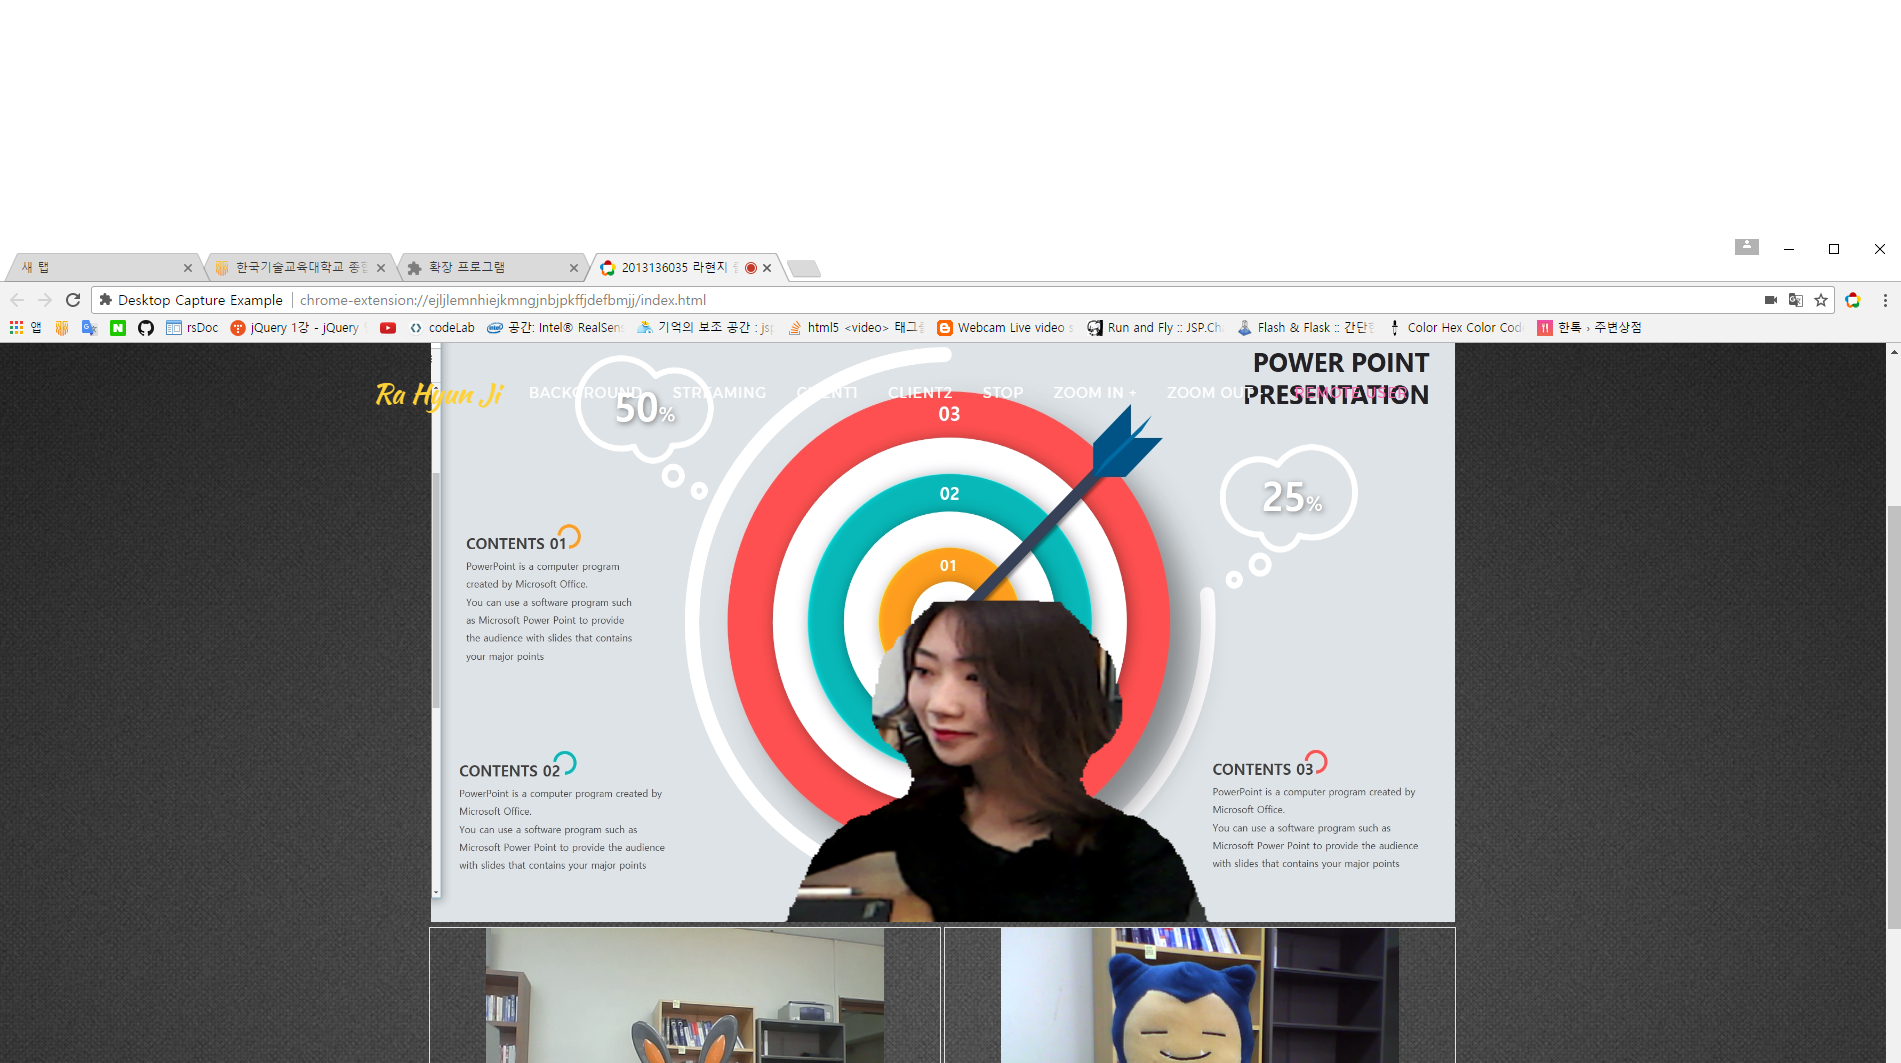 새 탭
한국기술교육대학교 종합
확장 프로그램
2013136035 라현지
Desktop Capture Example
chrome-extension://ejljlemnhiejkmngjnbjpkffjdefbmjj/index.html
앱
rsDoc
jQuery 1강 - jQuery
codeLab
공간: Intel® RealSens
기억의 보조 공간 : jsp
html5 <video> 태그
Webcam Live video s
Run and Fly :: JSP.Ch
Flash & Flask :: 간단한
Color Hex Color Code
한톡 › 주변상점
POWER POINT
PRESENTATION
Ra Hyun Ji
BACKGROUND
STREAMING
CLIENT1
CLIENT2
STOP
ZOOM IN +
ZOOM OUT -
REMOTE USER
50%
03
02
25%
01
CONTENTS 01
PowerPoint is a computer program
created by Microsoft Office.
You can use a software program such
as Microsoft Power Point to provide
the audience with slides that contains
your major points
CONTENTS 02
PowerPoint is a computer program created by
Microsoft Office.
You can use a software program such as
Microsoft Power Point to provide the audience
with slides that contains your major points
CONTENTS 03
PowerPoint is a computer program created by
Microsoft Office.
You can use a software program such as
Microsoft Power Point to provide the audience
with slides that contains your major points